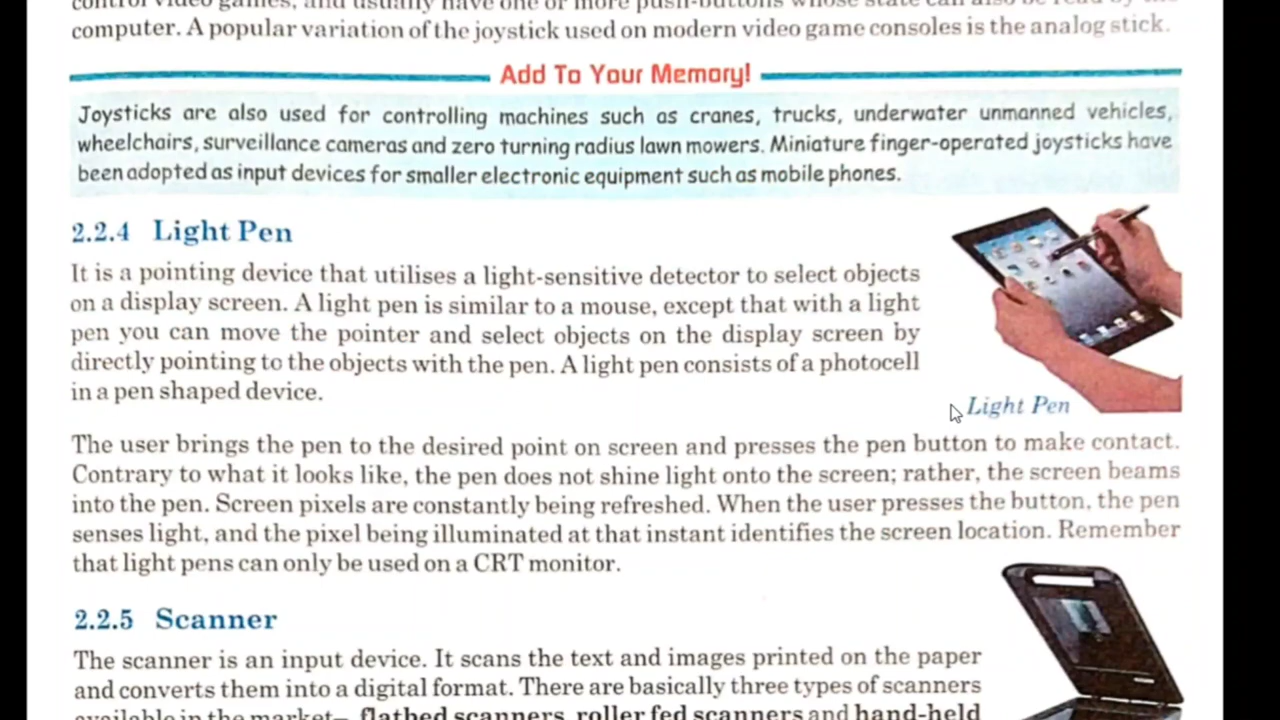 control video games, and usually have one or more push-buttons whose state can also be read by the
computer. A popular variation of the joystick used on modern video game consoles is the analog stick.
Add To Your Memory!
Joysticks are also used for controlling machines such as cranes, trucks, underwater unmanned vehicles,
wheelchairs, surveillance cameras and zero turning radius lawn mowers. Miniature finger-operated joysticks have
been adopted as input devices for smaller electronic equipment such as mobile phones.
2.2.4 Light Pen
It is a pointing device that utilises a light-sensitive detector to select objects
on a display screen. A light pen is similar to a mouse, except that with a light
pen you can move the pointer and select objects on the display screen by
directly pointing to the objects with the pen. A light pen consists of a photocell
in a pen shaped device.
Light Pen
The user brings the pen to the desired point on screen and presses the pen button to make contact.
Contrary to what it looks like, the pen does not shine light onto the screen; rather, the screen beams
into the pen. Screen pixels are constantly being refreshed. When the user presses the button, the pen
senses light, and the pixel being illuminated at that instant identifies the screen location. Remember
that light pens can only be used on a CRT monitor.
2.2.5 Scanner
The scanner is an input device. It scans the text and images printed on the paper
and converts them into a digital format. There are basically three types of scanners
available in the market– flatbed scanners, roller fed scanners and hand-held